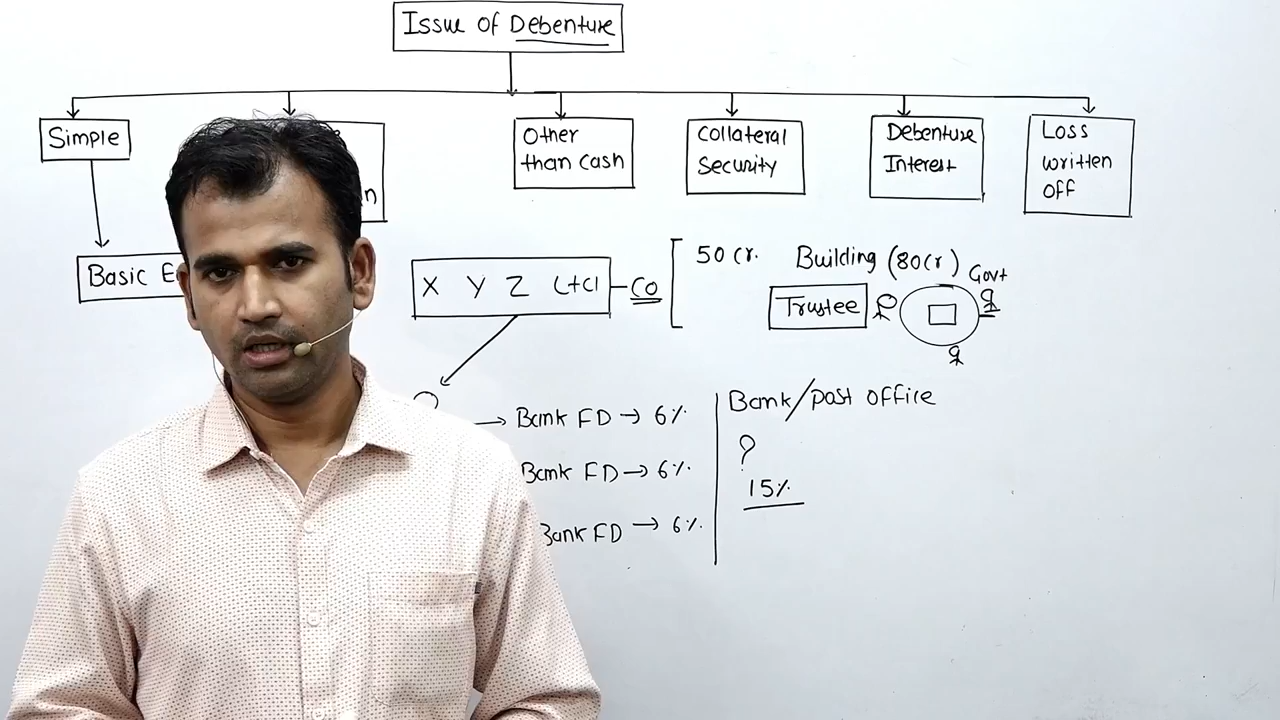 Issue of Debenture
Simple
n
Other
than cash
Collateral
Security
Debenture
Interest
Loss
written
off
Basic E
X Y Z
CO
50 Cr.
Building (80Cr)
Govt
Trustee
Bank FD → 6%
Bank FD → 6%
Bank FD → 6%
Bank/post office
?
15%